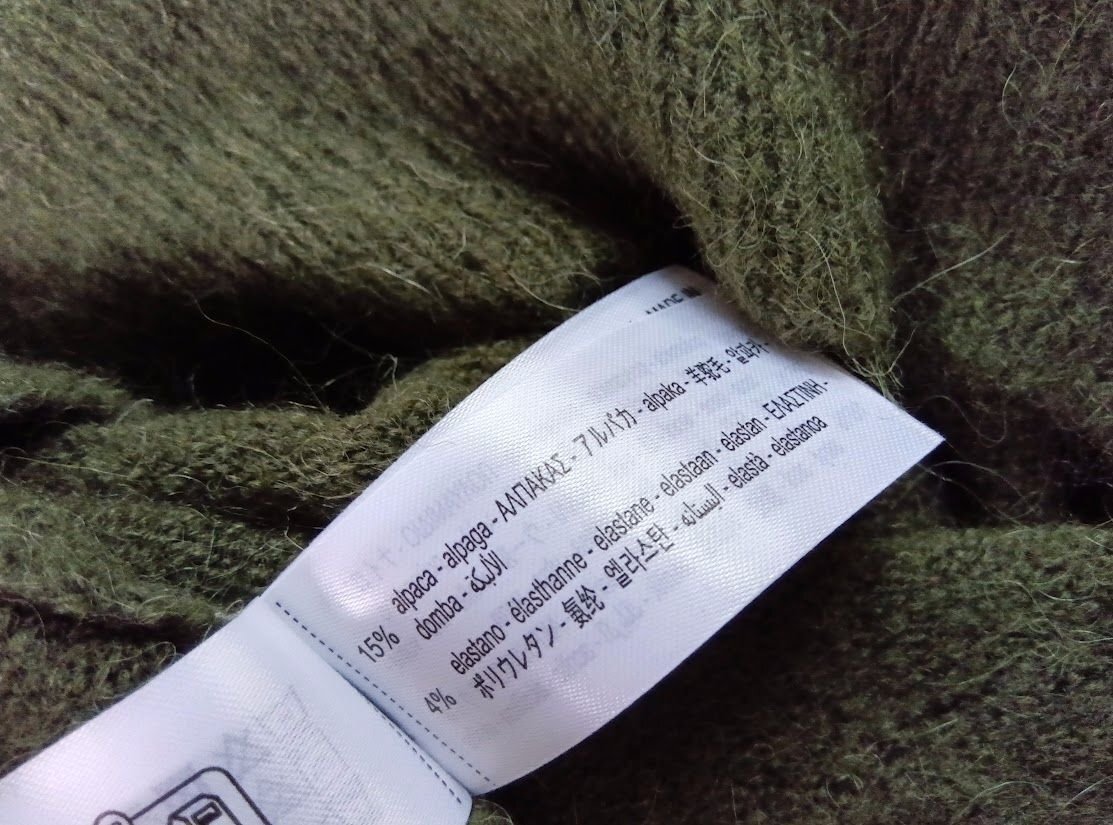 15% alpaca - alpaga - ΑΛΠΑΚΑΣ - アルパカ - alpaka - 羊驼毛 - 알파카 -
domba - الألبكة
4% elastano - élasthanne - elastane - elastaan - elastan - ΕΛΑΣΤΙΝΗ -
ポリウレタン - 氨纶 - 엘라스탄 - اليستانه - elastà - elastanoa